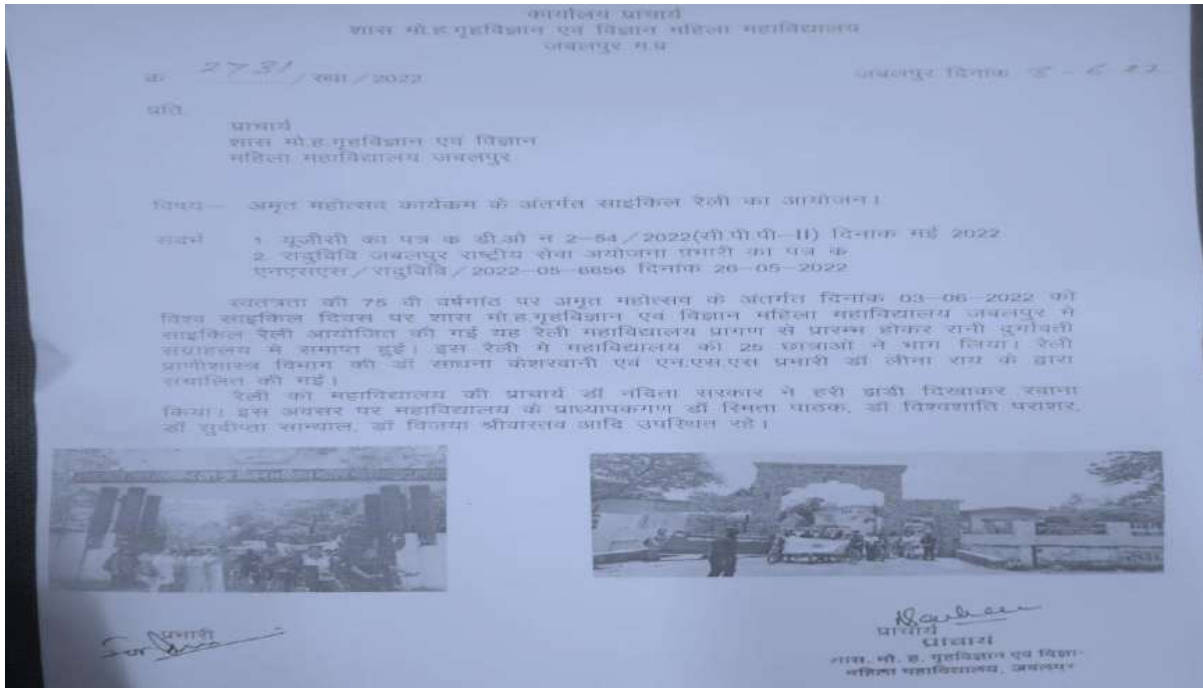 कार्यालय प्राचार्य
शास मो.ह.गृहविज्ञान एवं विज्ञान महिला महाविद्यालय
जबलपुर म.प्र
क 2731 / स्था / 2022 जबलपुर दिनांक - 6.22
प्रति
प्राचार्य
शास मो.ह.गृहविज्ञान एवं विज्ञान
महिला महाविद्यालय जबलपुर
विषय— अमृत महोत्सव कार्यकम के अंतर्गत साइकिल रैली का आयोजन।
संदर्भ 1. यूजीसी का पत्र क डी.ओ नं 2–54/2022(सी.पी.पी–II) दिनांक मई 2022
2. रादुविवि जबलपुर राष्ट्रीय सेवा अयोजना प्रभारी का पत्र क
एनएसएस/रादुविवि/2022–05–6656 दिनांक 26–05–2022
स्वतंत्रता की 75 वी वर्षगांठ पर अमृत महोत्सव के अंतर्गत दिनांक 03–06–2022 को
विश्व साइकिल दिवस पर शास मो.ह.गृहविज्ञान एवं विज्ञान महिला महाविद्यालय जबलपुर मे
साइकिल रैली आयोजित की गई यह रैली महाविद्यालय प्रांगण से प्रारम्भ होकर रानी दुर्गावती
संग्रहालय मे समाप्त हुई। इस रैली मे महाविद्यालय की 25 छात्राओं ने भाग लिया। रैली
प्राणीशास्त्र विभाग की डॉ साधना केशरवानी एवं एन.एस.एस प्रभारी डॉ लीना राय के द्वारा
संचालित की गई।
रैली को महाविद्यालय की प्राचार्य डॉ नंदिता सरकार ने हरी झंडी दिखाकर रवाना
किया। इस अवसर पर महाविद्यालय के प्राध्यापकगण डॉ स्मिता पाठक, डॉ विश्वशांति पराशर,
डॉ सुदीप्ता सान्याल, डॉ विजया श्रीवास्तव आदि उपस्थित रहे।
प्रभारी
प्राचार्य
प्राचार्य
शास. मो. ह. गृहविज्ञान एवं विज्ञा-
महिला महाविद्यालय, जबलपुर